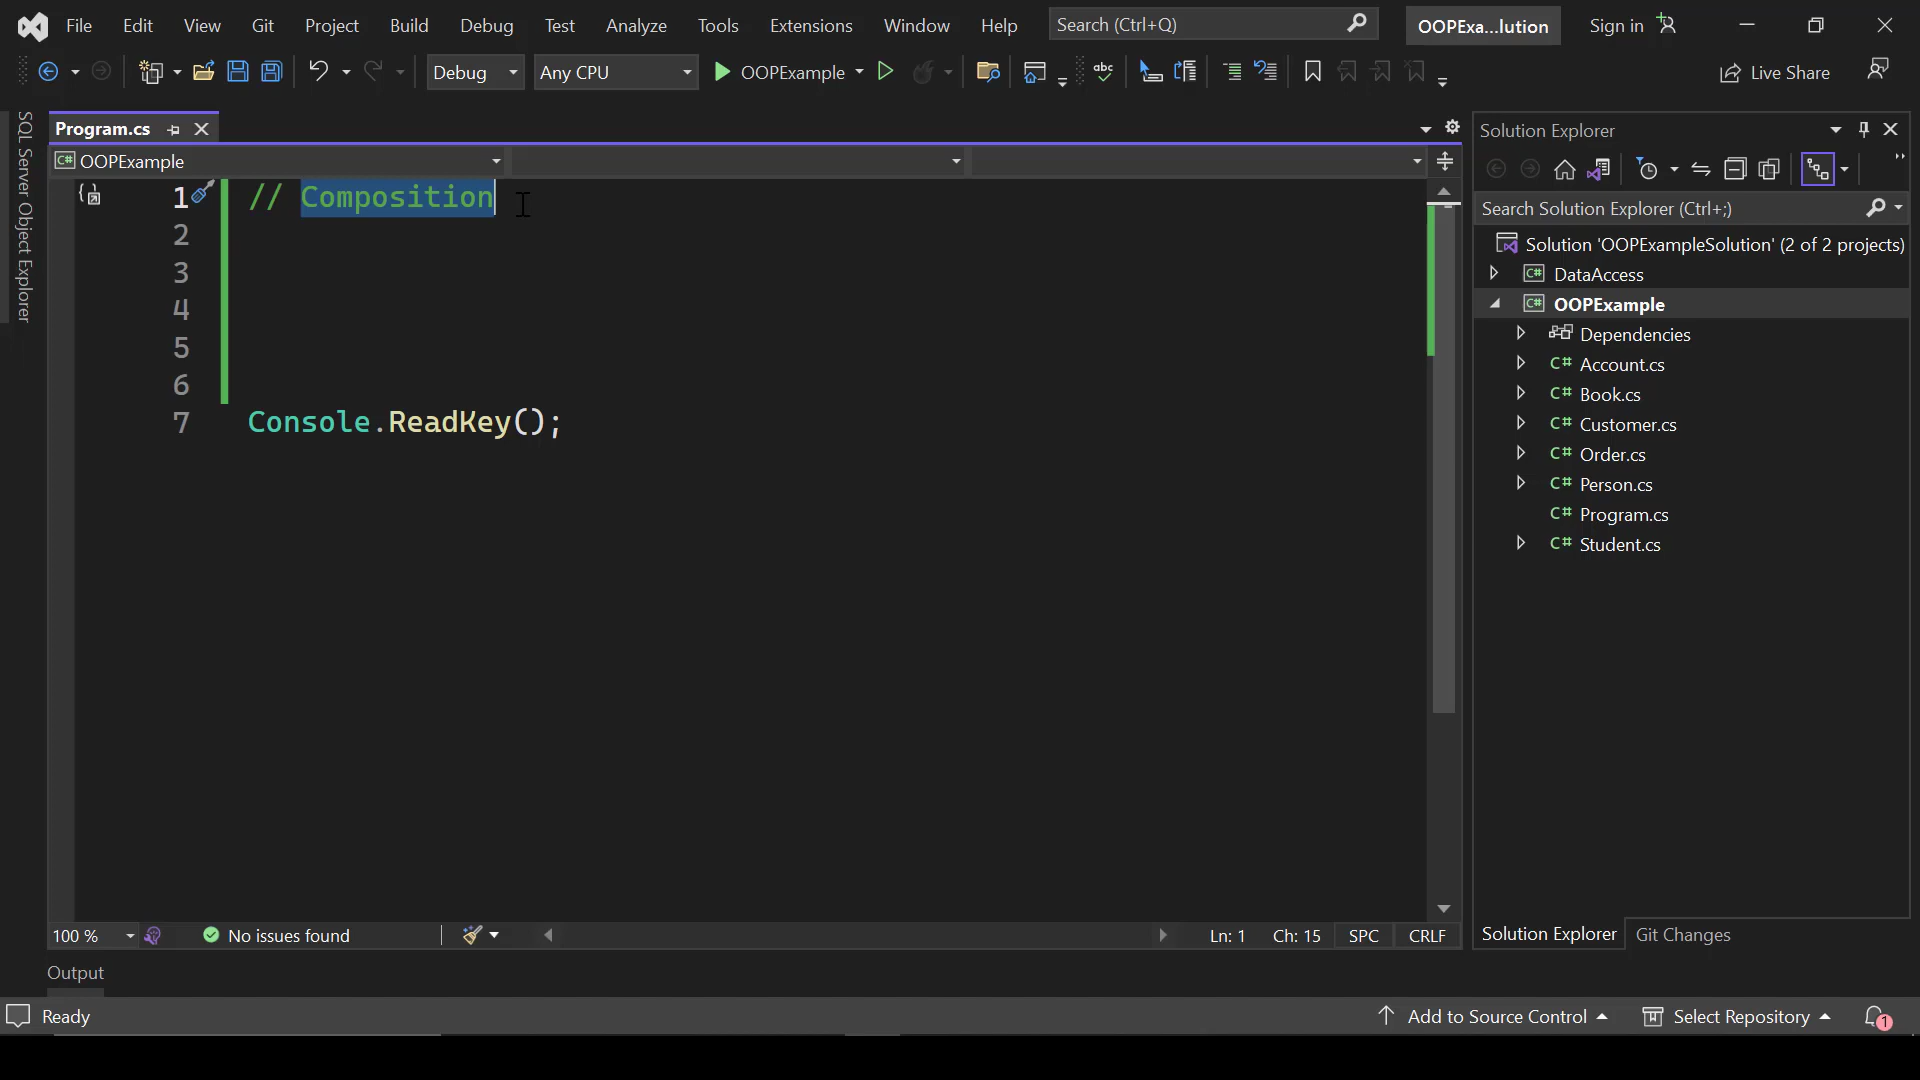 File Edit View Git Project Build Debug Test Analyze Tools Extensions Window Help Search (Ctrl+Q) OOPExa...lution Sign in
Debug Any CPU OOPExample Live Share
SQL Server Object Explorer
Program.cs
OOPExample
1 // Composition
2
3
4
5
6
7 Console.ReadKey();
100 % No issues found Ln: 1 Ch: 15 SPC CRLF
Output
Solution Explorer
Search Solution Explorer (Ctrl+;)
Solution 'OOPExampleSolution' (2 of 2 projects)
C# DataAccess
C# OOPExample
Dependencies
C# Account.cs
C# Book.cs
C# Customer.cs
C# Order.cs
C# Person.cs
C# Program.cs
C# Student.cs
Solution Explorer Git Changes
Ready Add to Source Control Select Repository 1